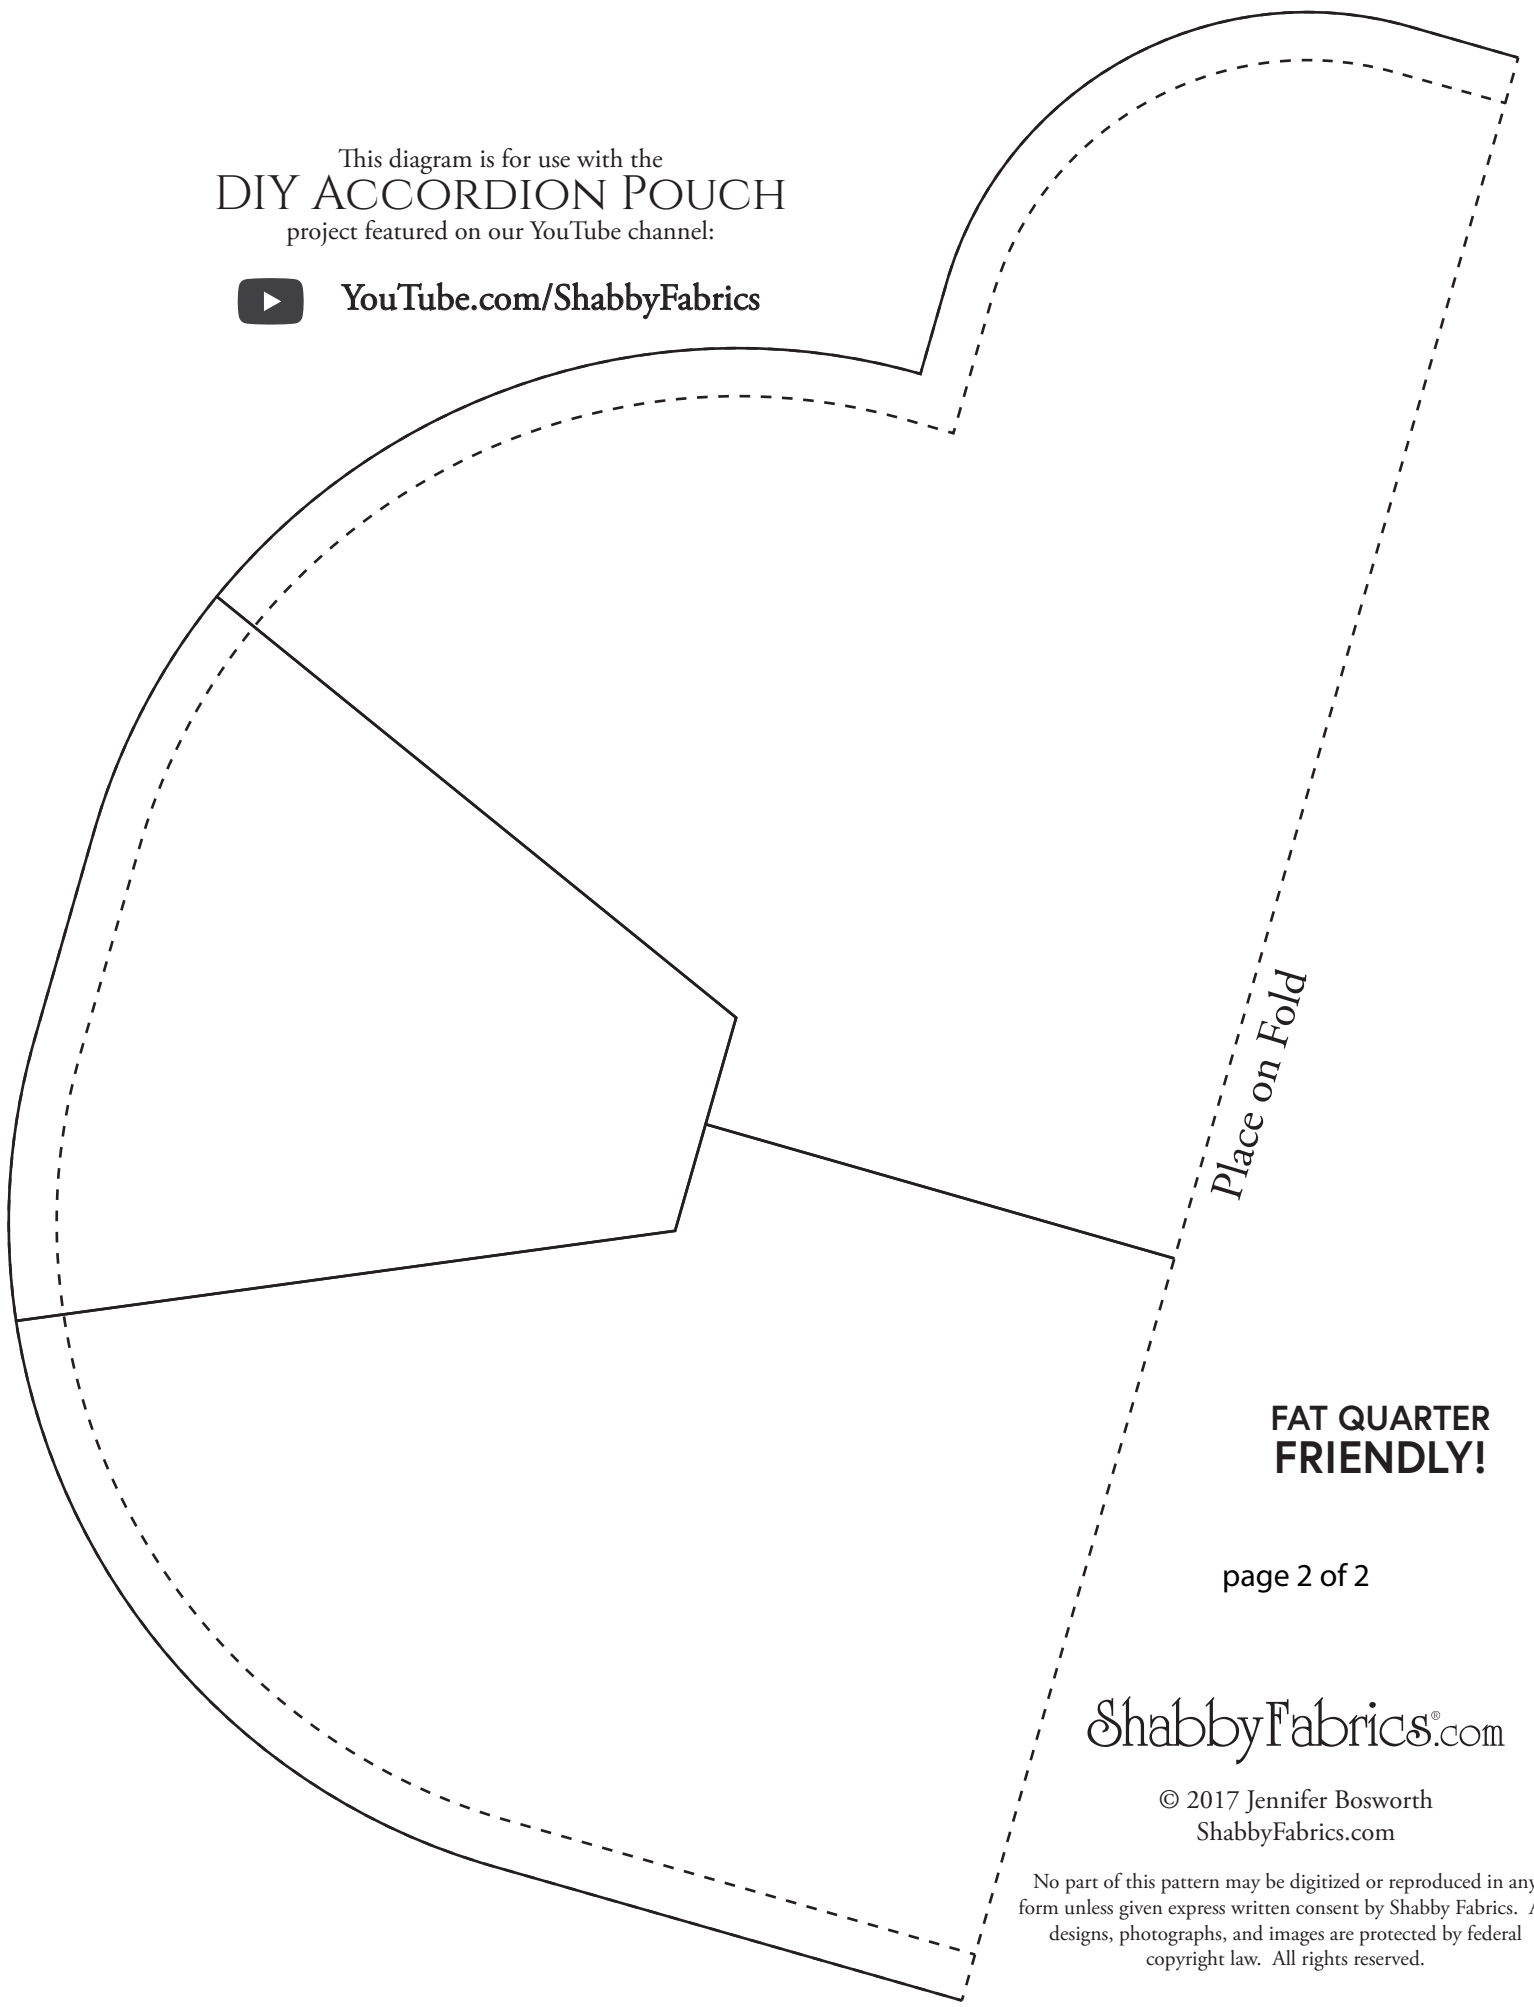 This diagram is for use with the
DIY Accordion Pouch
project featured on our YouTube channel:
YouTube.com/ShabbyFabrics
Place on Fold
FAT QUARTER
FRIENDLY!
page 2 of 2
ShabbyFabrics®.com
© 2017 Jennifer Bosworth
ShabbyFabrics.com
No part of this pattern may be digitized or reproduced in any
form unless given express written consent by Shabby Fabrics.
designs, photographs, and images are protected by federal
copyright law. All rights reserved.